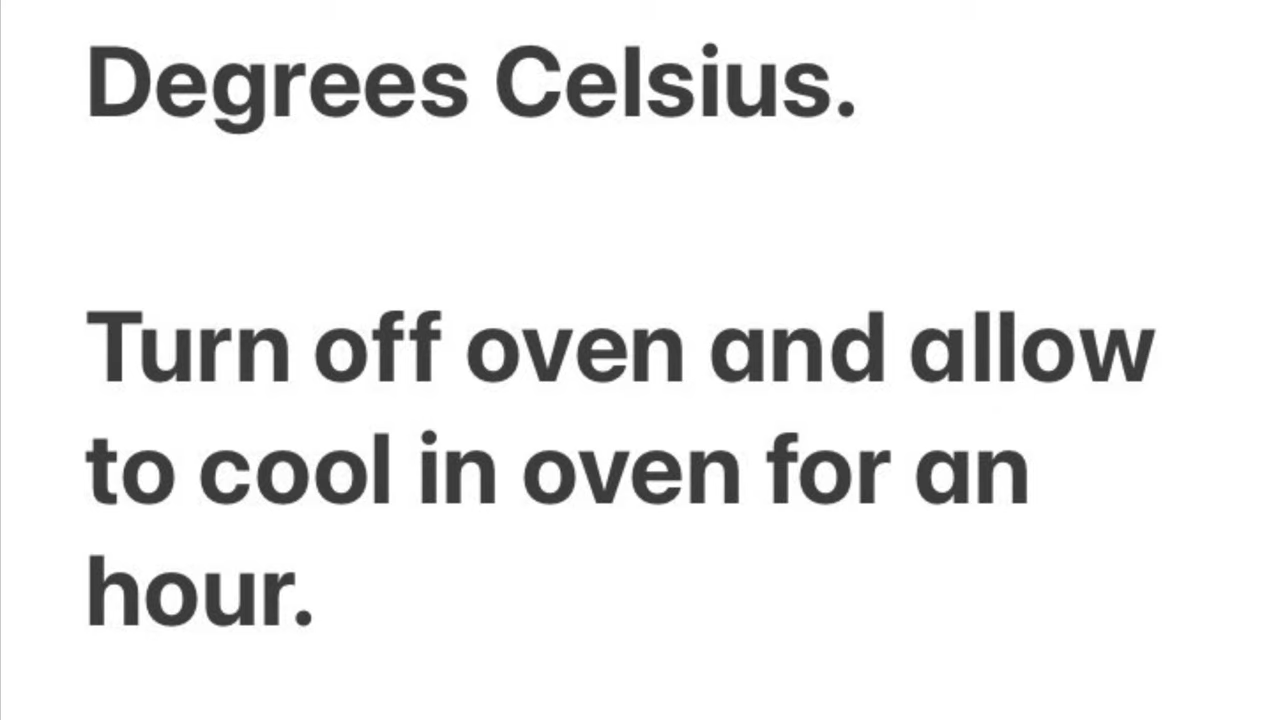 Degrees Celsius.
Turn off oven and allow
to cool in oven for an
hour.